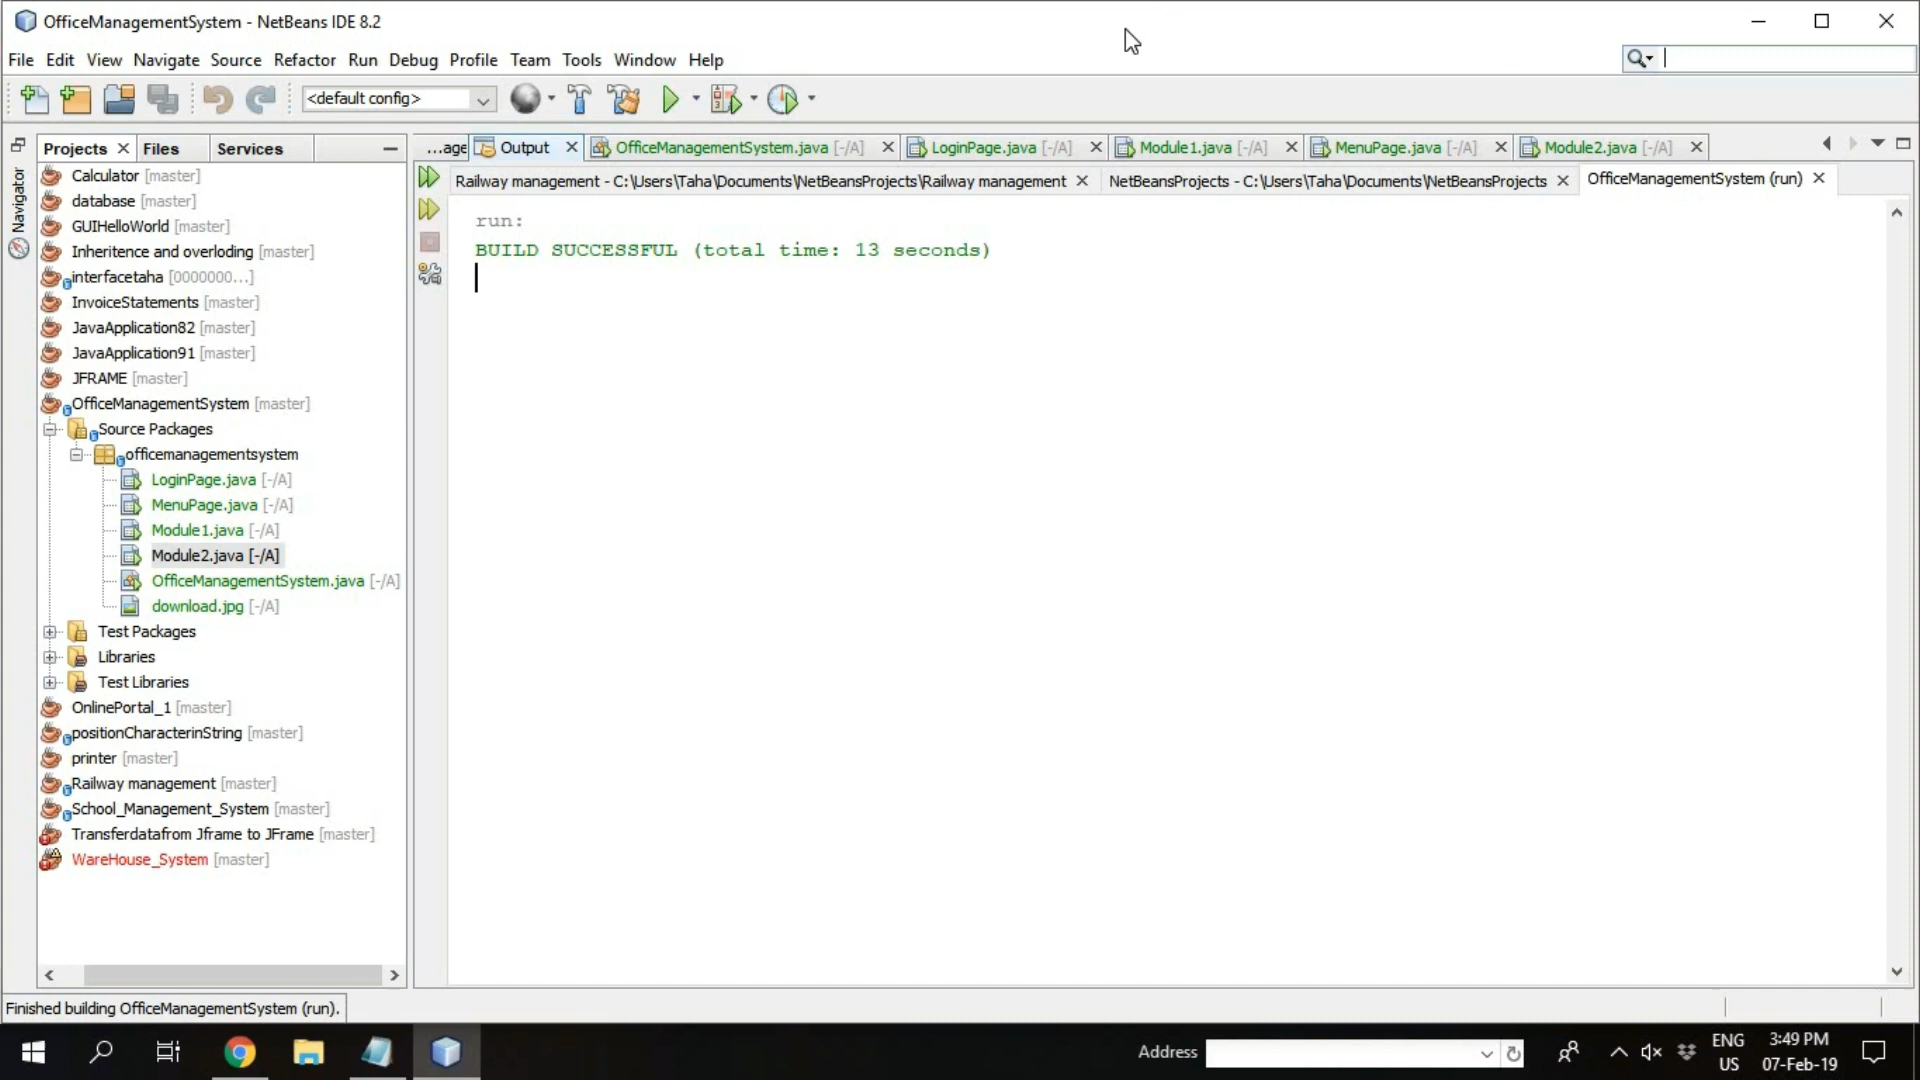 OfficeManagementSystem - NetBeans IDE 8.2
File Edit View Navigate Source Refactor Run Debug Profile Team Tools Window Help
<default config>
Projects Files Services
...age Output OfficeManagementSystem.java [-/A] LoginPage.java [-/A] Module1.java [-/A] MenuPage.java [-/A] Module2.java [-/A]
Railway management - C:\Users\Taha\Documents\NetBeansProjects\Railway management NetBeansProjects - C:\Users\Taha\Documents\NetBeansProjects OfficeManagementSystem (run)
Navigator
Calculator [master]
database [master]
GUIHelloWorld [master]
Inheritence and overloding [master]
interfacetaha [0000000...]
InvoiceStatements [master]
JavaApplication82 [master]
JavaApplication91 [master]
JFRAME [master]
OfficeManagementSystem [master]
Source Packages
officemanagementsystem
LoginPage.java [-/A]
MenuPage.java [-/A]
Module1.java [-/A]
Module2.java [-/A]
OfficeManagementSystem.java [-/A]
download.jpg [-/A]
Test Packages
Libraries
Test Libraries
OnlinePortal_1 [master]
positionCharacterinString [master]
printer [master]
Railway management [master]
School_Management_System [master]
Transferdatafrom Jframe to JFrame [master]
WareHouse_System [master]
run:
BUILD SUCCESSFUL (total time: 13 seconds)
Finished building OfficeManagementSystem (run).
Address
ENG
US
3:49 PM
07-Feb-19